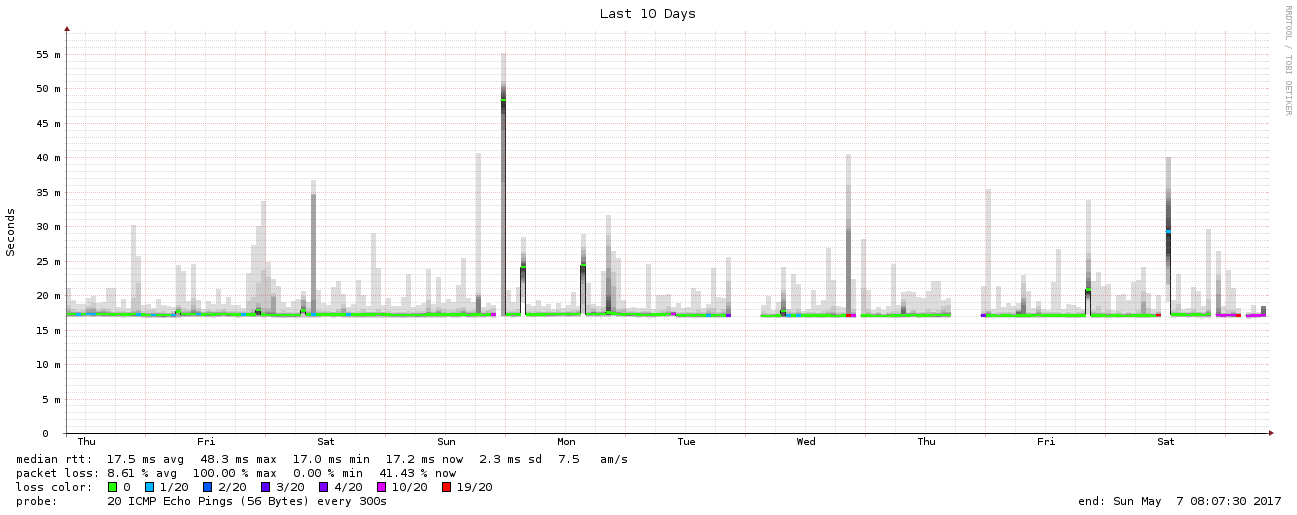 Last 10 Days
RRDTOOL / TOBI OETIKER
Seconds
55 m
50 m
45 m
40 m
35 m
30 m
25 m
20 m
15 m
10 m
5 m
0
Thu Fri Sat Sun Mon Tue Wed Thu Fri Sat
median rtt: 17.5 ms avg 48.3 ms max 17.0 ms min 17.2 ms now 2.3 ms sd 7.5 am/s
packet loss: 8.61 % avg 100.00 % max 0.00 % min 41.43 % now
loss color: 0 1/20 2/20 3/20 4/20 10/20 19/20
probe: 20 ICMP Echo Pings (56 Bytes) every 300s end: Sun May 7 08:07:30 2017